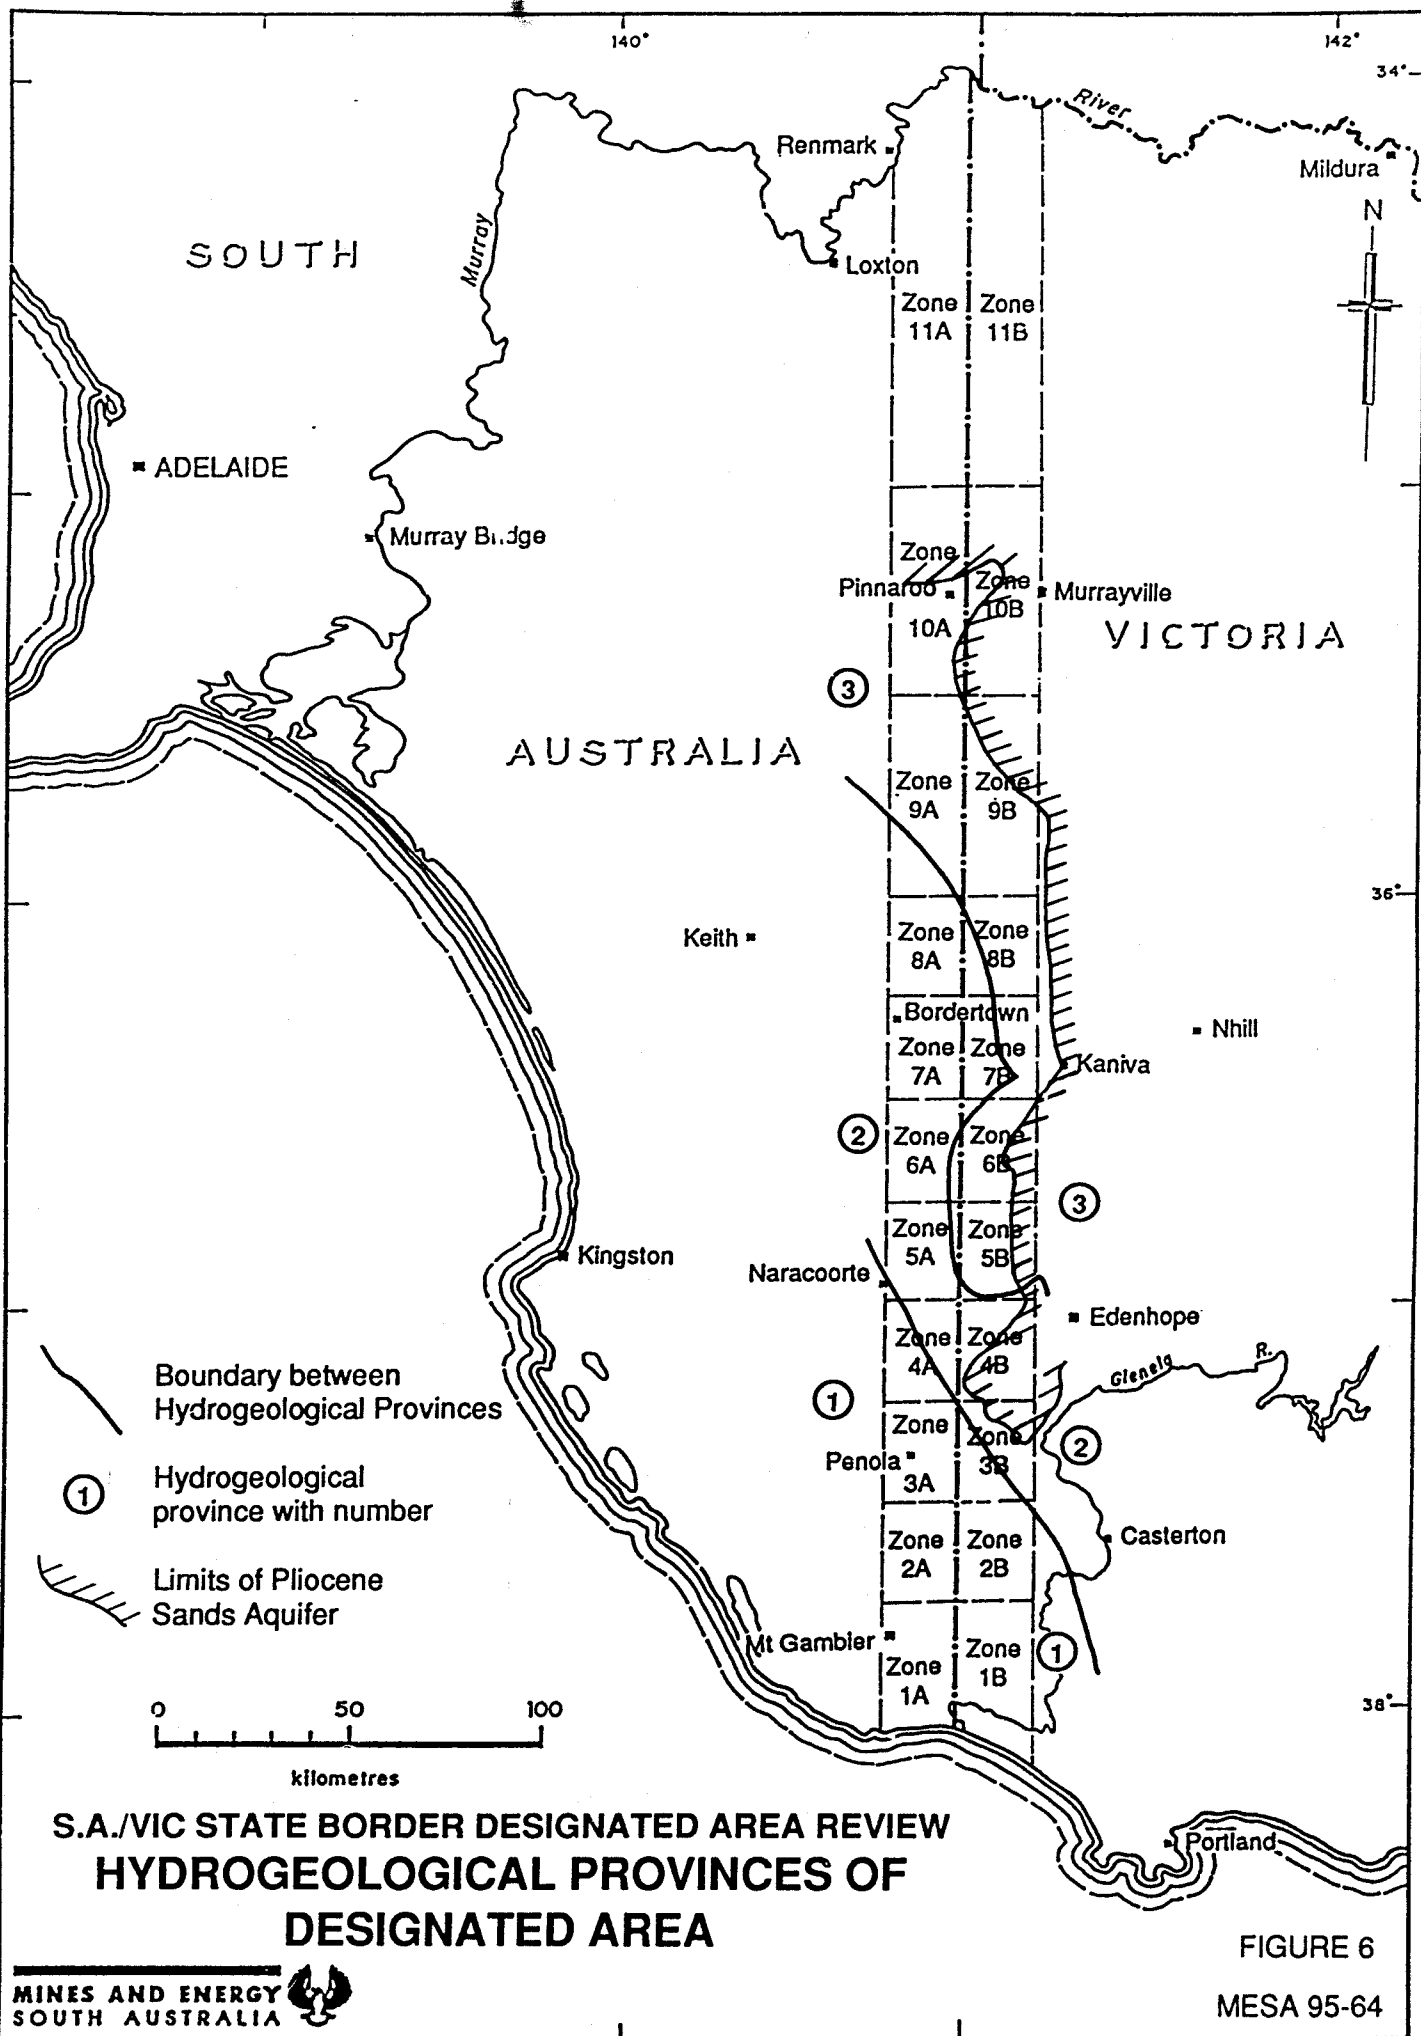 140°
142°
34°
River
Renmark
Mildura
N
SOUTH
Murray
Loxton
Zone
11A
Zone
11B
ADELAIDE
Murray Bridge
Zone
Pinnaroo
10A
Zone
10B
Murrayville
VICTORIA
3
AUSTRALIA
Zone
9A
Zone
9B
36°
Keith
Zone
8A
Zone
8B
Bordertown
Nhill
Zone
7A
Zone
7B
Kaniva
2
Zone
6A
Zone
6B
3
Zone
5A
Zone
5B
Kingston
Naracoorte
Edenhope
Zone
4A
Zone
4B
Glenelg R.
1
Zone
3A
Zone
3B
2
Penola
Casterton
Zone
2A
Zone
2B
Mt Gambier
Zone
1A
Zone
1B
1
38°
Portland
Boundary between
Hydrogeological Provinces
1
Hydrogeological
province with number
Limits of Pliocene
Sands Aquifer
0 50 100
kilometres
S.A./VIC STATE BORDER DESIGNATED AREA REVIEW
HYDROGEOLOGICAL PROVINCES OF
DESIGNATED AREA
MINES AND ENERGY
SOUTH AUSTRALIA
FIGURE 6
MESA 95-64